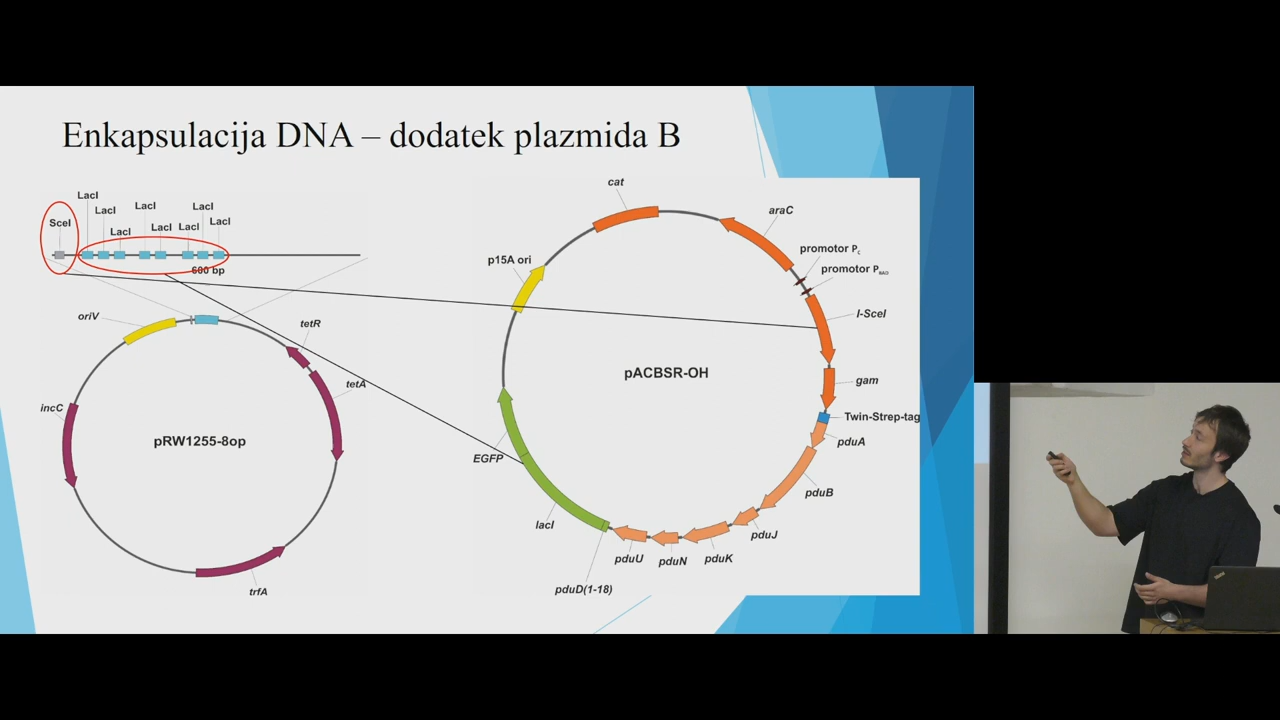 Enkapsulacija DNA – dodatek plazmida B
SceI
LacI
LacI
LacI
LacI
LacI
LacI
LacI
LacI
600 bp
oriV
tetR
tetA
incC
pRW1255-8op
trfA
cat
araC
promotor Pc
promotor PBAD
p15A ori
I-SceI
pACBSR-OH
gam
Twin-Strep-tag
pduA
EGFP
pduB
lacI
pduJ
pduU
pduN
pduK
pduD(1-18)